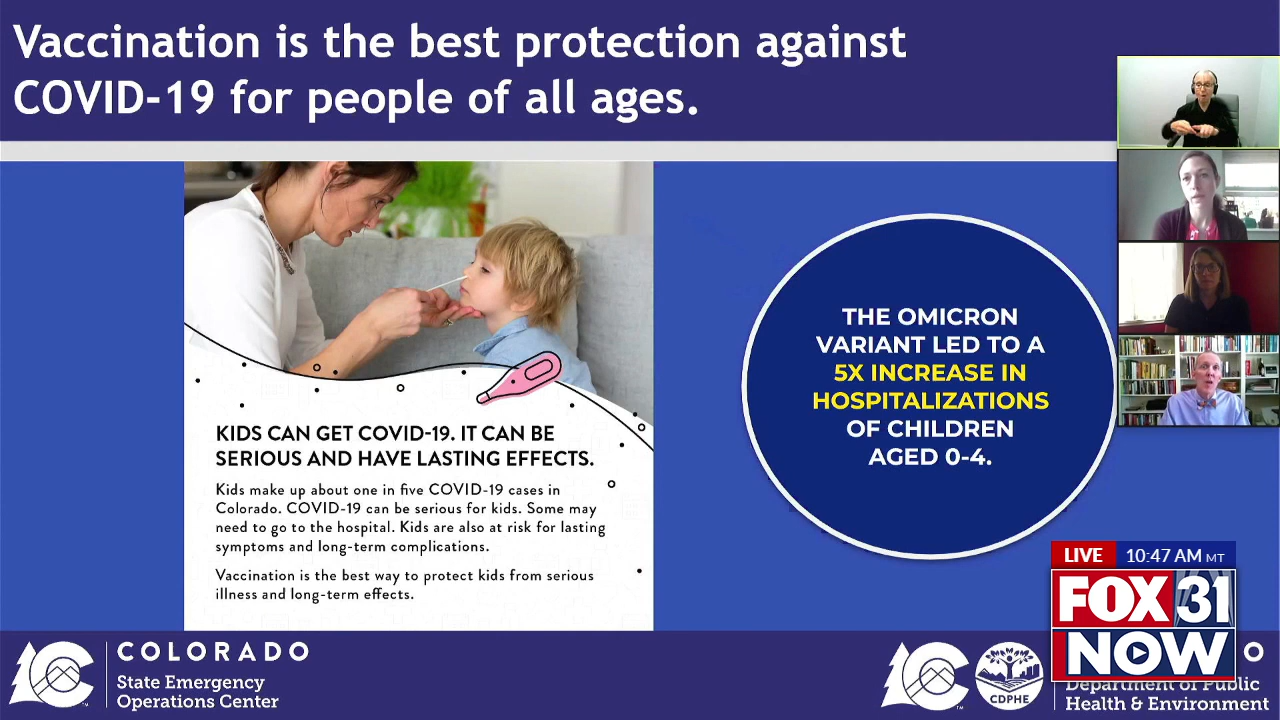 Vaccination is the best protection against
COVID-19 for people of all ages.
KIDS CAN GET COVID-19. IT CAN BE
SERIOUS AND HAVE LASTING EFFECTS.
Kids make up about one in five COVID-19 cases in
Colorado. COVID-19 can be serious for kids. Some may
need to go to the hospital. Kids are also at risk for lasting
symptoms and long-term complications.
Vaccination is the best way to protect kids from serious
illness and long-term effects.
THE OMICRON
VARIANT LED TO A
5X INCREASE IN
HOSPITALIZATIONS
OF CHILDREN
AGED 0-4.
LIVE 10:47 AM MT
FOX 31
NOW
COLORADO
State Emergency
Operations Center
CDPHE
O
Department of Public
Health & Environment